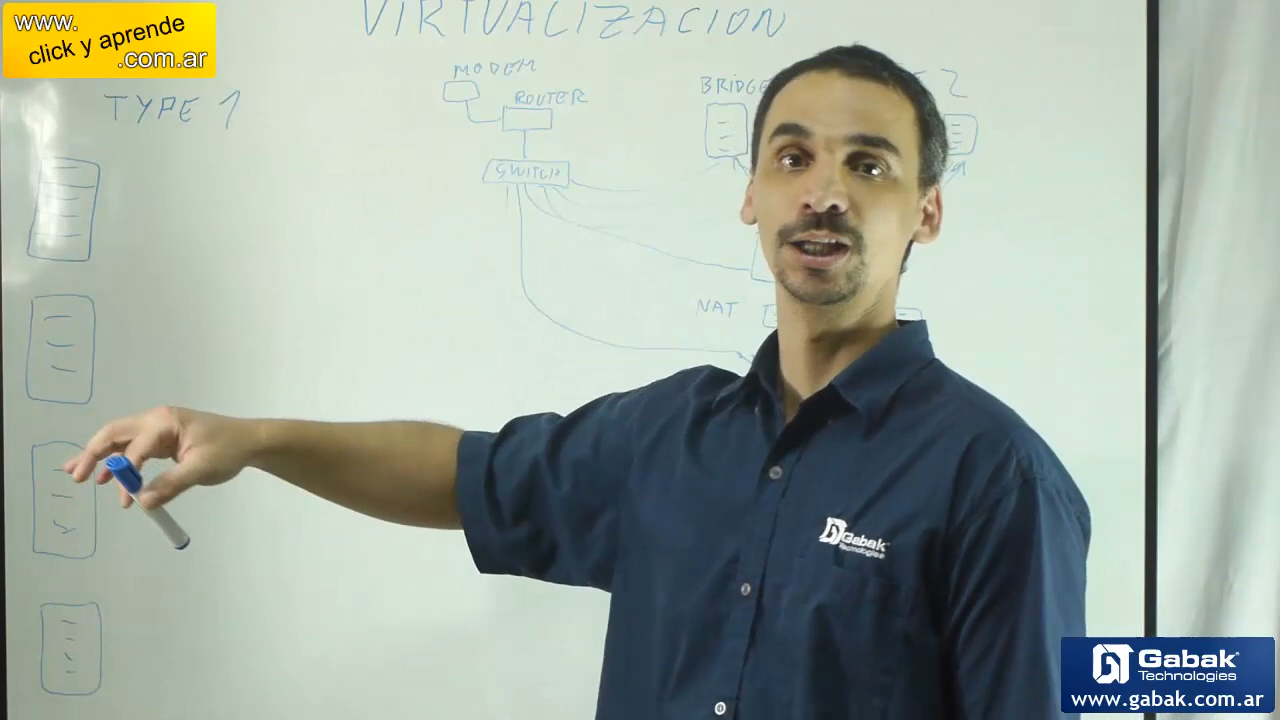 www.
click y aprende
.com.ar
VIRTUALIZACION
TYPE 1
MODEM
ROUTER
SWITCH
BRIDGE
2
NAT
Gabak
Technologies
Gabak
Technologies
www.gabak.com.ar